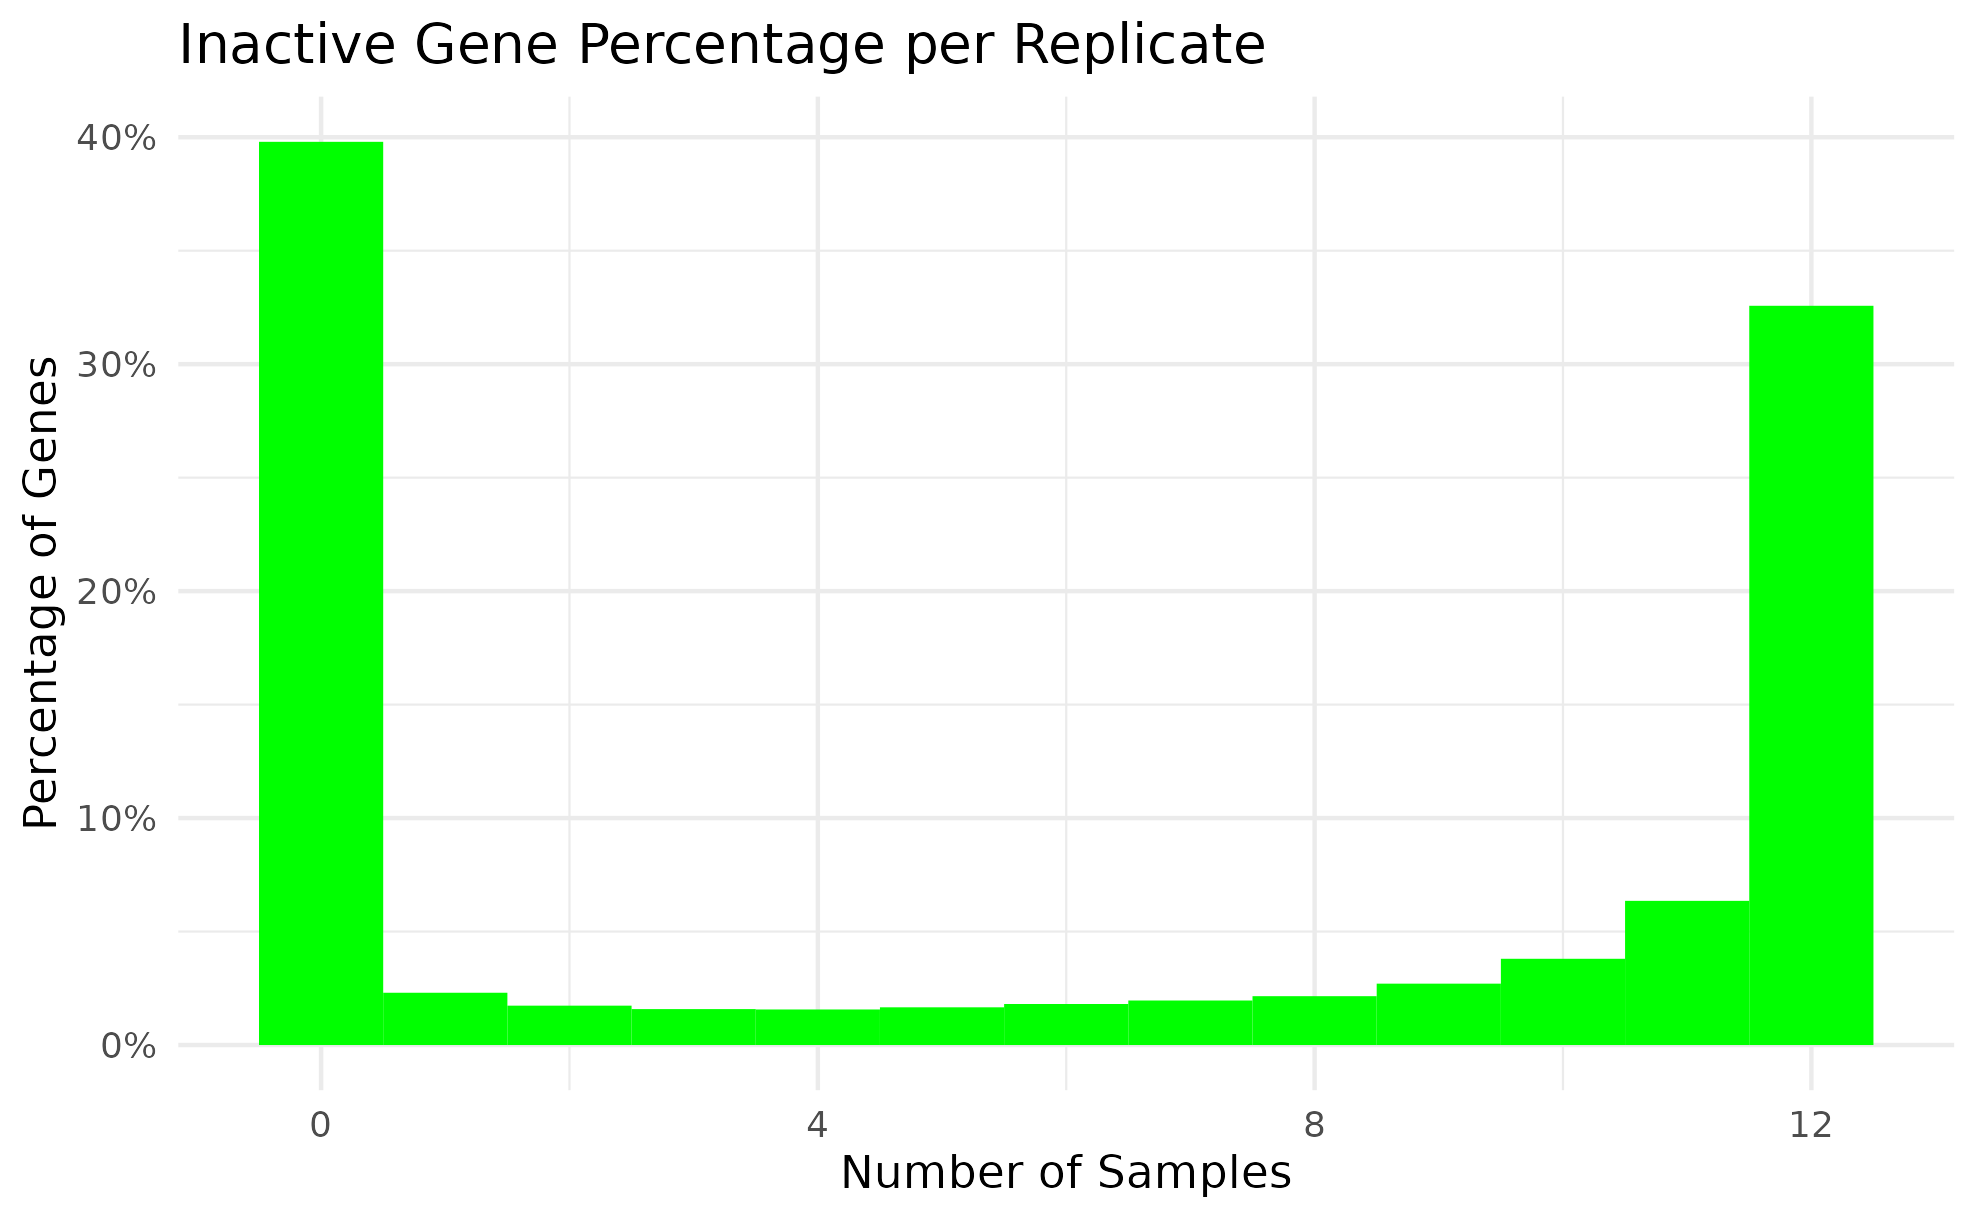 Inactive Gene Percentage per Replicate
40%
30%
20%
10%
0%
Percentage of Genes
0 4 8 12
Number of Samples